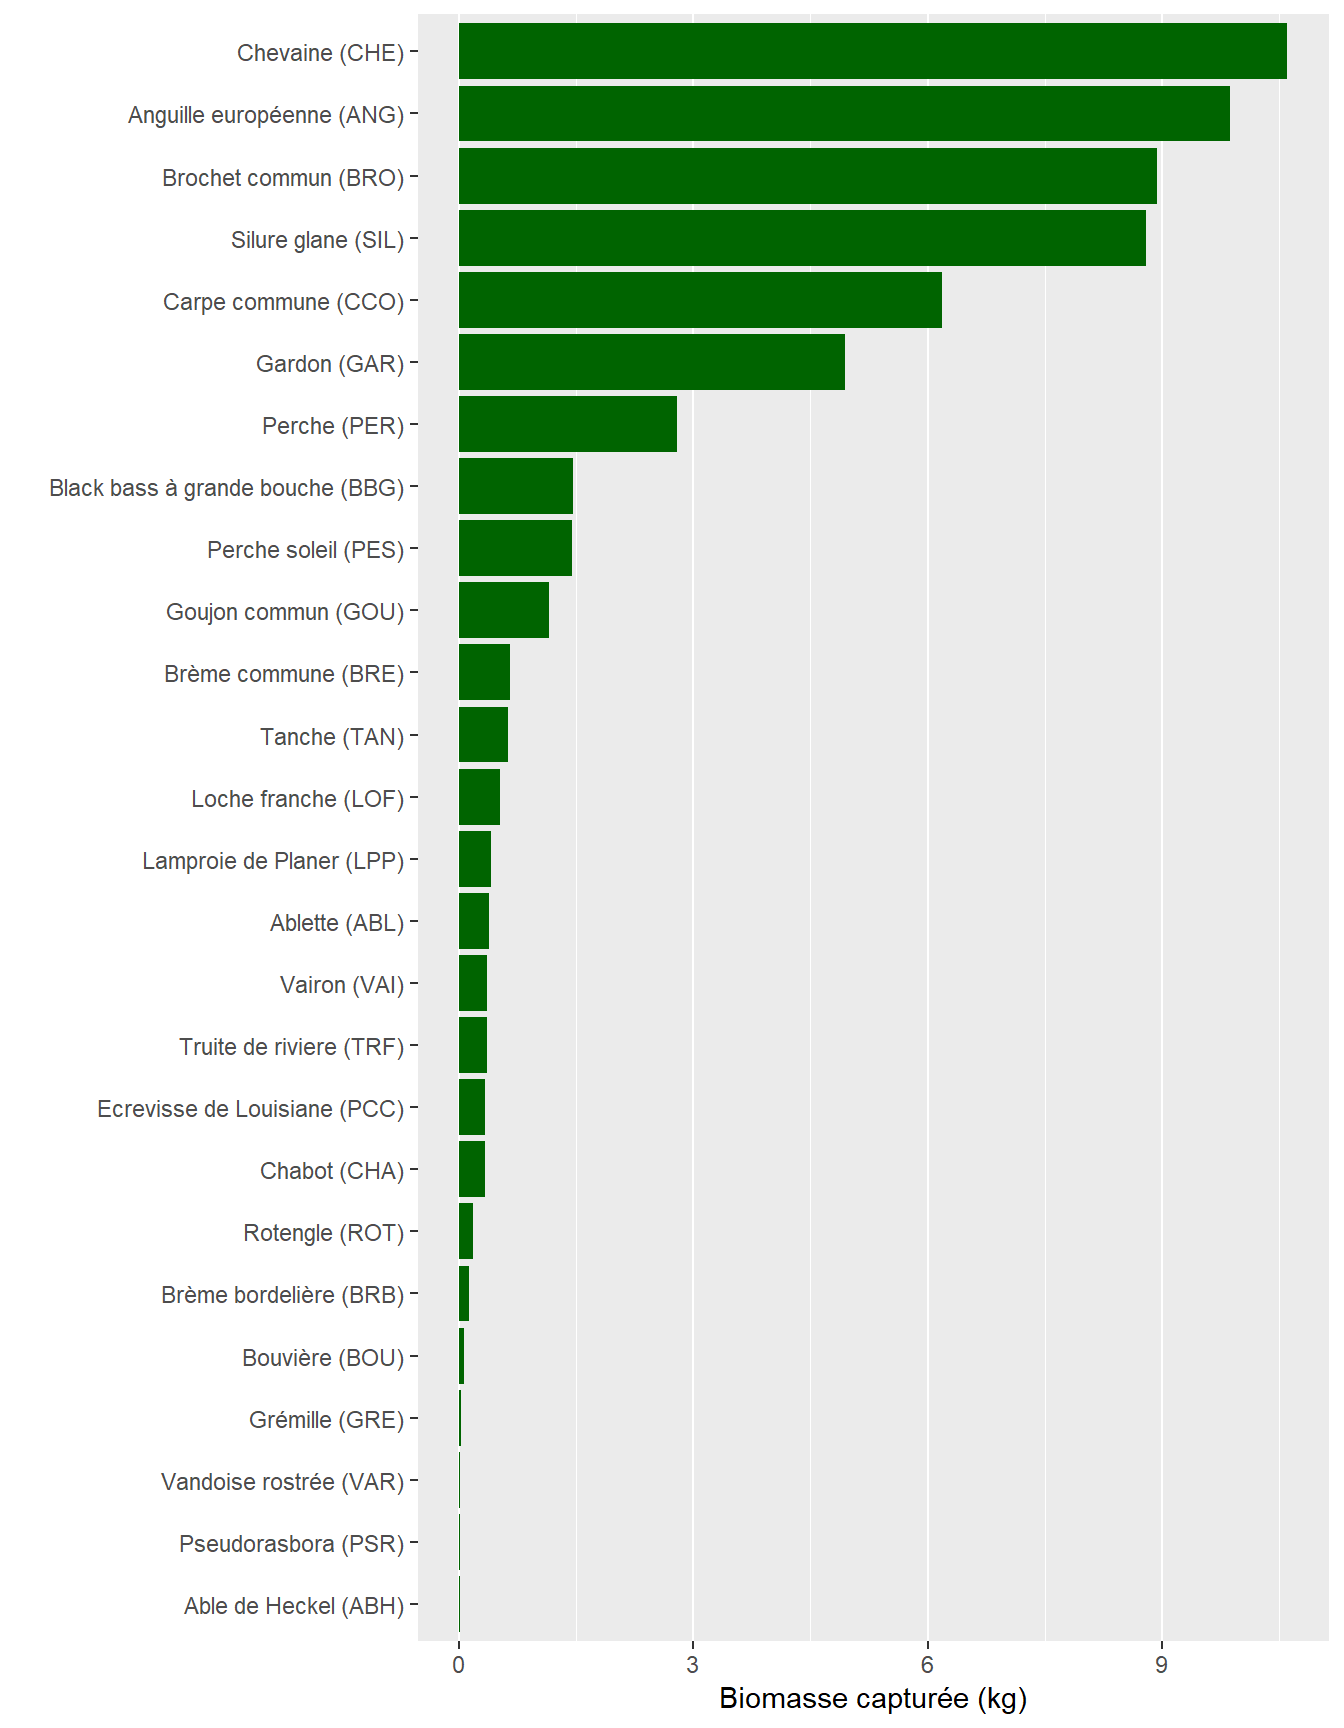 Chevaine (CHE)
Anguille européenne (ANG)
Brochet commun (BRO)
Silure glane (SIL)
Carpe commune (CCO)
Gardon (GAR)
Perche (PER)
Black bass à grande bouche (BBG)
Perche soleil (PES)
Goujon commun (GOU)
Brème commune (BRE)
Tanche (TAN)
Loche franche (LOF)
Lamproie de Planer (LPP)
Ablette (ABL)
Vairon (VAI)
Truite de riviere (TRF)
Ecrevisse de Louisiane (PCC)
Chabot (CHA)
Rotengle (ROT)
Brème bordelière (BRB)
Bouvière (BOU)
Grémille (GRE)
Vandoise rostrée (VAR)
Pseudorasbora (PSR)
Able de Heckel (ABH)
0 3 6 9
Biomasse capturée (kg)